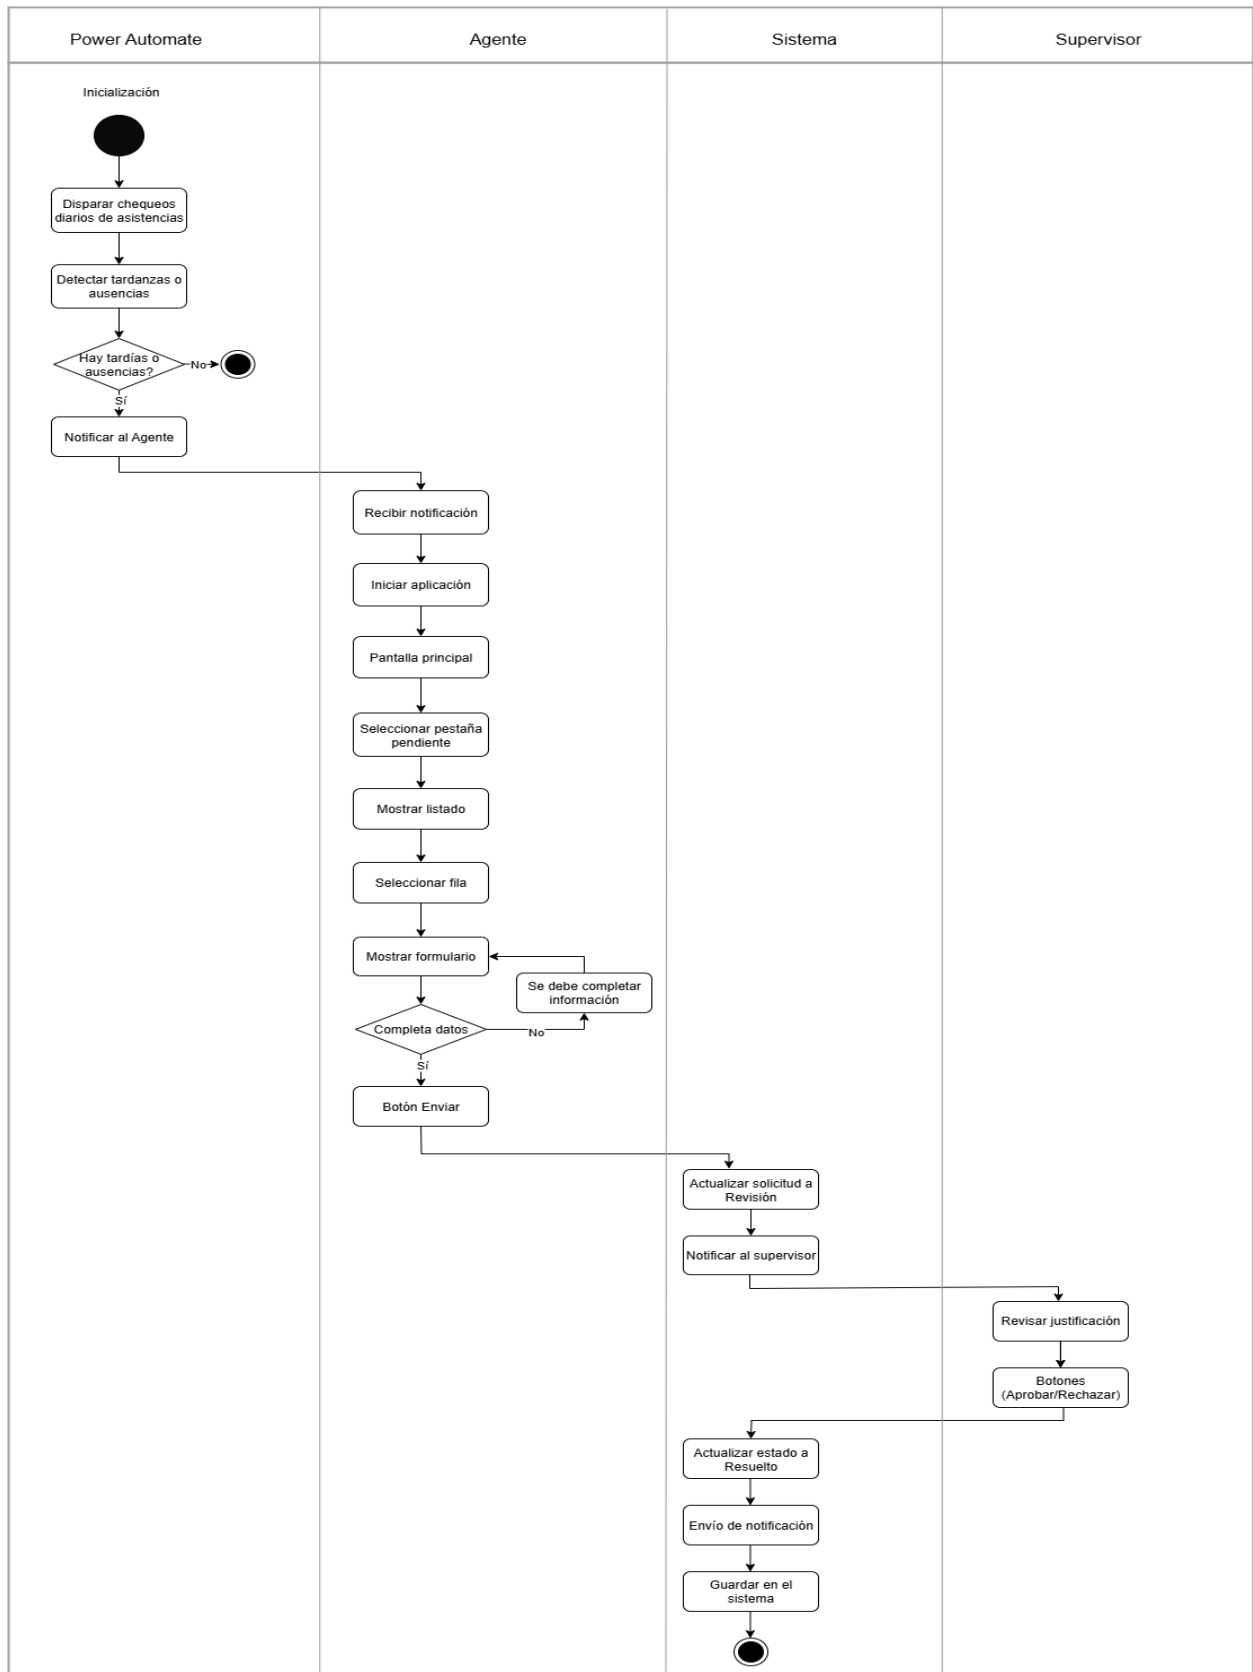 Power Automate
Agente
Sistema
Supervisor
Inicialización
Disparar chequeos
diarios de asistencias
Detectar tardanzas o
ausencias
Hay tardías o
ausencias?
No
Sí
Notificar al Agente
Recibir notificación
Iniciar aplicación
Pantalla principal
Seleccionar pestaña
pendiente
Mostrar listado
Seleccionar fila
Mostrar formulario
Se debe completar
información
Completa datos
No
Sí
Botón Enviar
Actualizar solicitud a
Revisión
Notificar al supervisor
Revisar justificación
Botones
(Aprobar/Rechazar)
Actualizar estado a
Resuelto
Envío de notificación
Guardar en el
sistema